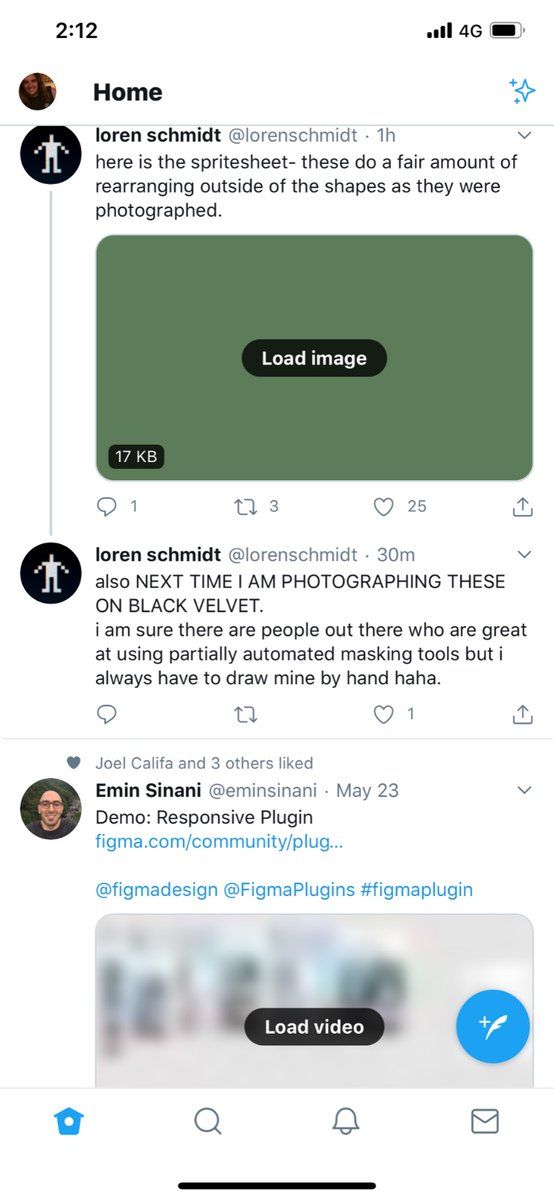 2:12
4G
Home
loren schmidt @lorenschmidt · 1h
here is the spritesheet- these do a fair amount of
rearranging outside of the shapes as they were
photographed.
Load image
17 KB
1
3
25
loren schmidt @lorenschmidt · 30m
also NEXT TIME I AM PHOTOGRAPHING THESE
ON BLACK VELVET.
i am sure there are people out there who are great
at using partially automated masking tools but i
always have to draw mine by hand haha.
1
Joel Califa and 3 others liked
Emin Sinani @eminsinani · May 23
Demo: Responsive Plugin
figma.com/community/plug...
@figmadesign @FigmaPlugins #figmaplugin
Load video